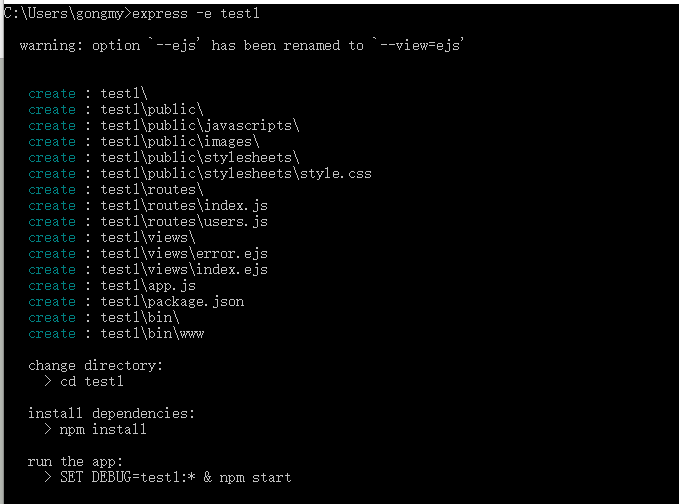 C:\Users\gongmy>express -e test1
warning: option `--ejs' has been renamed to `--view=ejs'
create : test1\
create : test1\public\
create : test1\public\javascripts\
create : test1\public\images\
create : test1\public\stylesheets\
create : test1\public\stylesheets\style.css
create : test1\routes\
create : test1\routes\index.js
create : test1\routes\users.js
create : test1\views\
create : test1\views\error.ejs
create : test1\views\index.ejs
create : test1\app.js
create : test1\package.json
create : test1\bin\
create : test1\bin\www
change directory:
> cd test1
install dependencies:
> npm install
run the app:
> SET DEBUG=test1:* & npm start